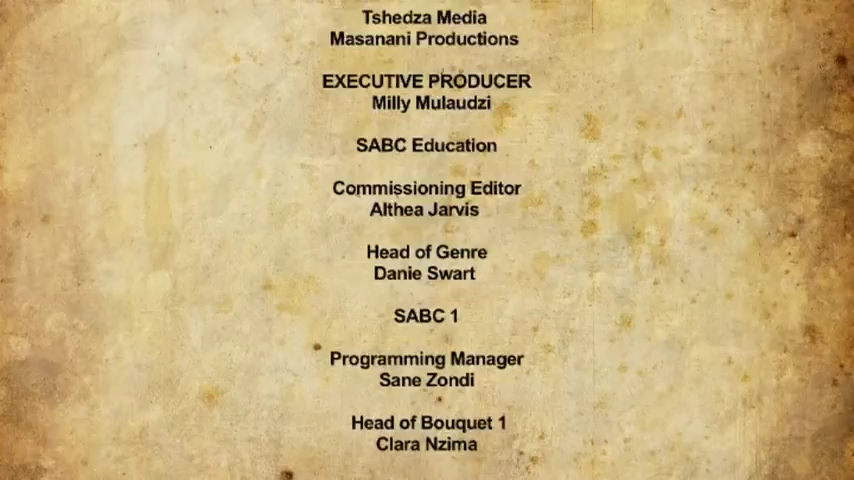 Tshedza Media
Masanani Productions
EXECUTIVE PRODUCER
Milly Mulaudzi
SABC Education
Commissioning Editor
Althea Jarvis
Head of Genre
Danie Swart
SABC 1
Programming Manager
Sane Zondi
Head of Bouquet 1
Clara Nzima